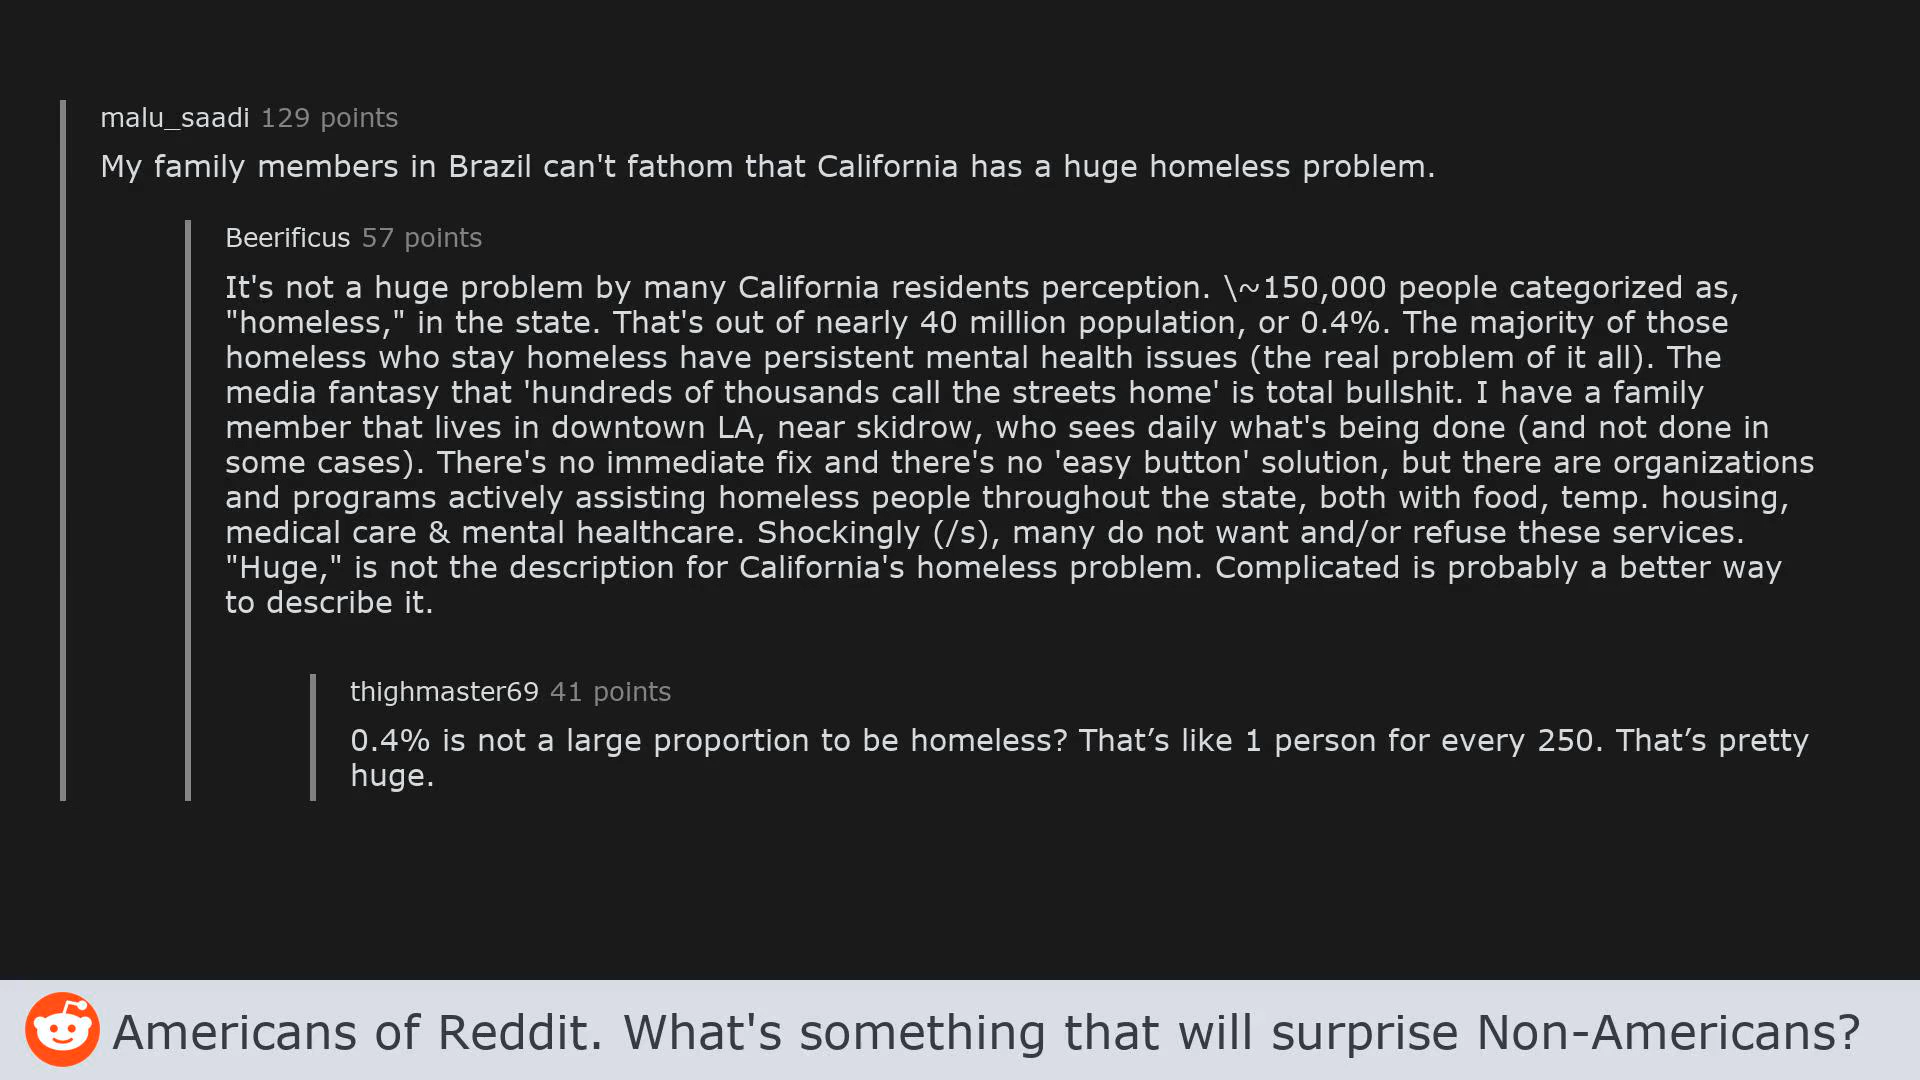 malu_saadi 129 points
My family members in Brazil can't fathom that California has a huge homeless problem.
Beerificus 57 points
It's not a huge problem by many California residents perception. \~150,000 people categorized as,
"homeless," in the state. That's out of nearly 40 million population, or 0.4%. The majority of those
homeless who stay homeless have persistent mental health issues (the real problem of it all). The
media fantasy that 'hundreds of thousands call the streets home' is total bullshit. I have a family
member that lives in downtown LA, near skidrow, who sees daily what's being done (and not done in
some cases). There's no immediate fix and there's no 'easy button' solution, but there are organizations
and programs actively assisting homeless people throughout the state, both with food, temp. housing,
medical care & mental healthcare. Shockingly (/s), many do not want and/or refuse these services.
"Huge," is not the description for California's homeless problem. Complicated is probably a better way
to describe it.
thighmaster69 41 points
0.4% is not a large proportion to be homeless? That’s like 1 person for every 250. That’s pretty
huge.
Americans of Reddit. What's something that will surprise Non-Americans?